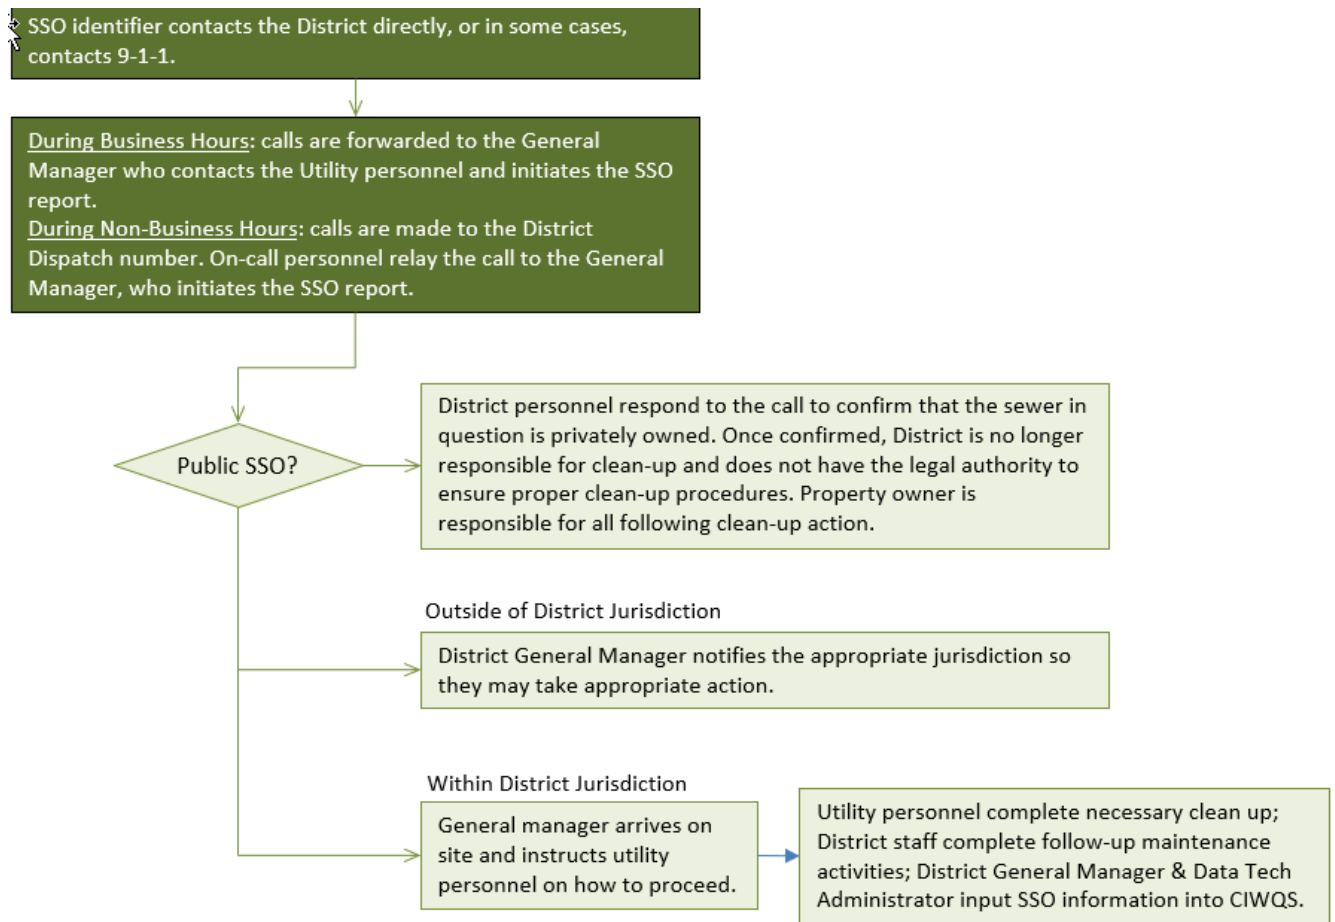 SSO identifier contacts the District directly, or in some cases,
contacts 9-1-1.
During Business Hours: calls are forwarded to the General
Manager who contacts the Utility personnel and initiates the SSO
report.
During Non-Business Hours: calls are made to the District
Dispatch number. On-call personnel relay the call to the General
Manager, who initiates the SSO report.
Public SSO?
District personnel respond to the call to confirm that the sewer in
question is privately owned. Once confirmed, District is no longer
responsible for clean-up and does not have the legal authority to
ensure proper clean-up procedures. Property owner is
responsible for all following clean-up action.
Outside of District Jurisdiction
District General Manager notifies the appropriate jurisdiction so
they may take appropriate action.
Within District Jurisdiction
General manager arrives on
site and instructs utility
personnel on how to proceed.
Utility personnel complete necessary clean up;
District staff complete follow-up maintenance
activities; District General Manager & Data Tech
Administrator input SSO information into CIWQS.